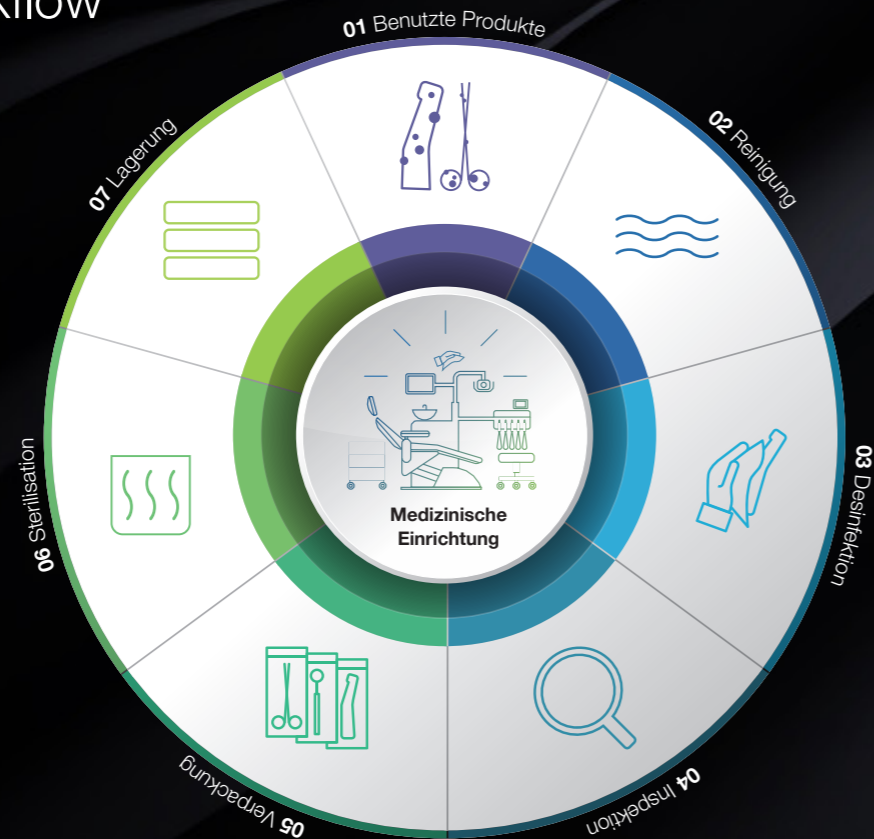 01 Benutzte Produkte
02 Reinigung
03 Desinfektion
04 Inspektion
05 Verpackung
06 Sterilisation
07 Lagerung
Medizinische
Einrichtung